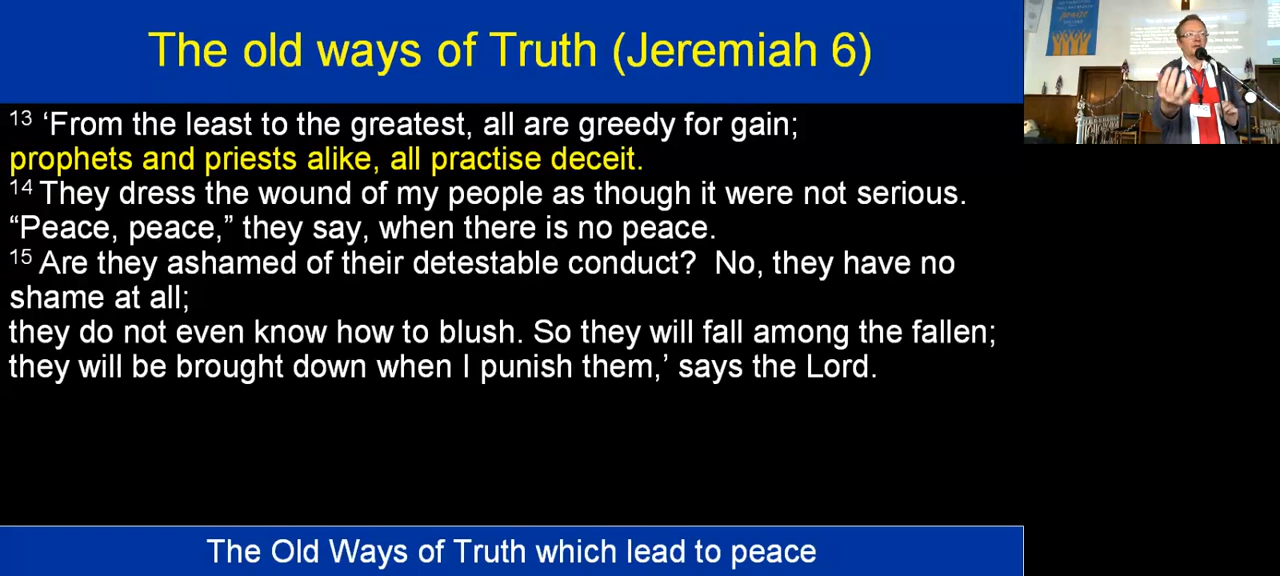 The old ways of Truth (Jeremiah 6)
13 ‘From the least to the greatest, all are greedy for gain;
prophets and priests alike, all practise deceit.
14 They dress the wound of my people as though it were not serious.
“Peace, peace,” they say, when there is no peace.
15 Are they ashamed of their detestable conduct?  No, they have no
shame at all;
they do not even know how to blush. So they will fall among the fallen;
they will be brought down when I punish them,’ says the Lord.
The Old Ways of Truth which lead to peace